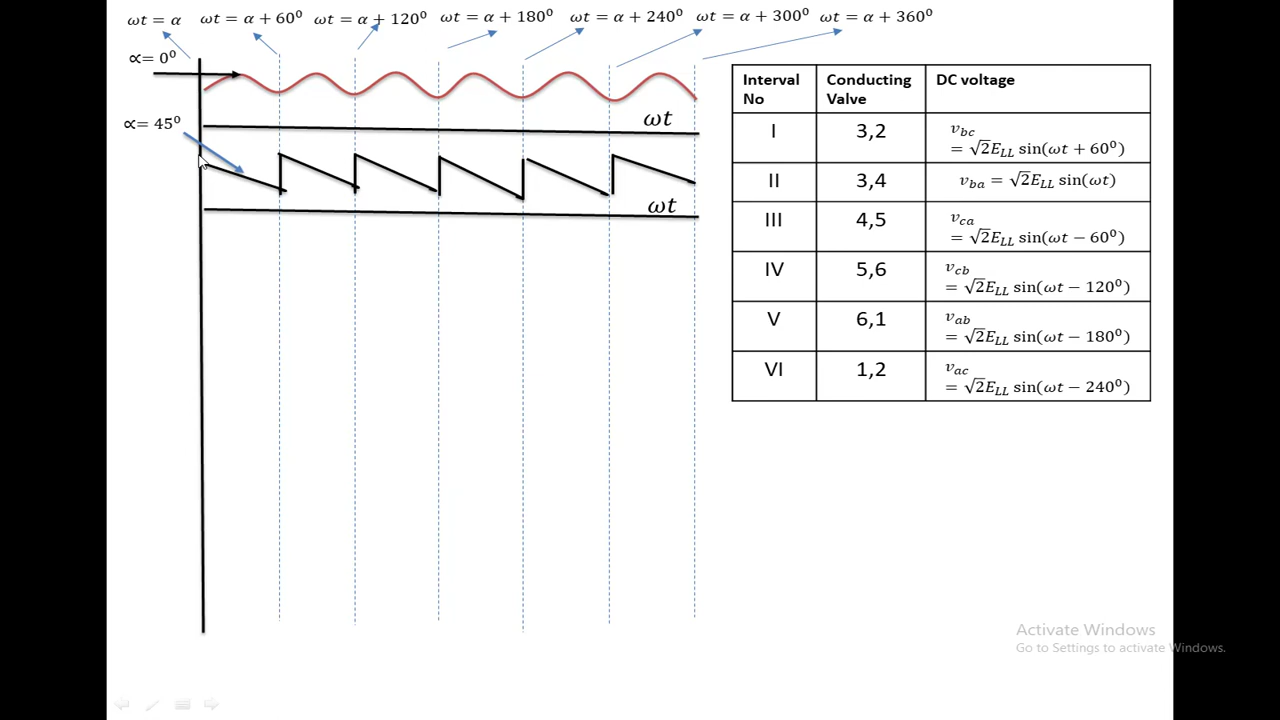 ωt = α
ωt = α + 60⁰
ωt = α + 120⁰
ωt = α + 180⁰
ωt = α + 240⁰
ωt = α + 300⁰
ωt = α + 360⁰
∝= 0⁰
ωt
∝= 45⁰
ωt
Interval No Conducting Valve DC voltage
I 3,2 v_bc = √2E_LL sin(ωt + 60⁰)
II 3,4 v_ba = √2E_LL sin(ωt)
III 4,5 v_ca = √2E_LL sin(ωt − 60⁰)
IV 5,6 v_cb = √2E_LL sin(ωt − 120⁰)
V 6,1 v_ab = √2E_LL sin(ωt − 180⁰)
VI 1,2 v_ac = √2E_LL sin(ωt − 240⁰)
Activate Windows
Go to Settings to activate Windows.